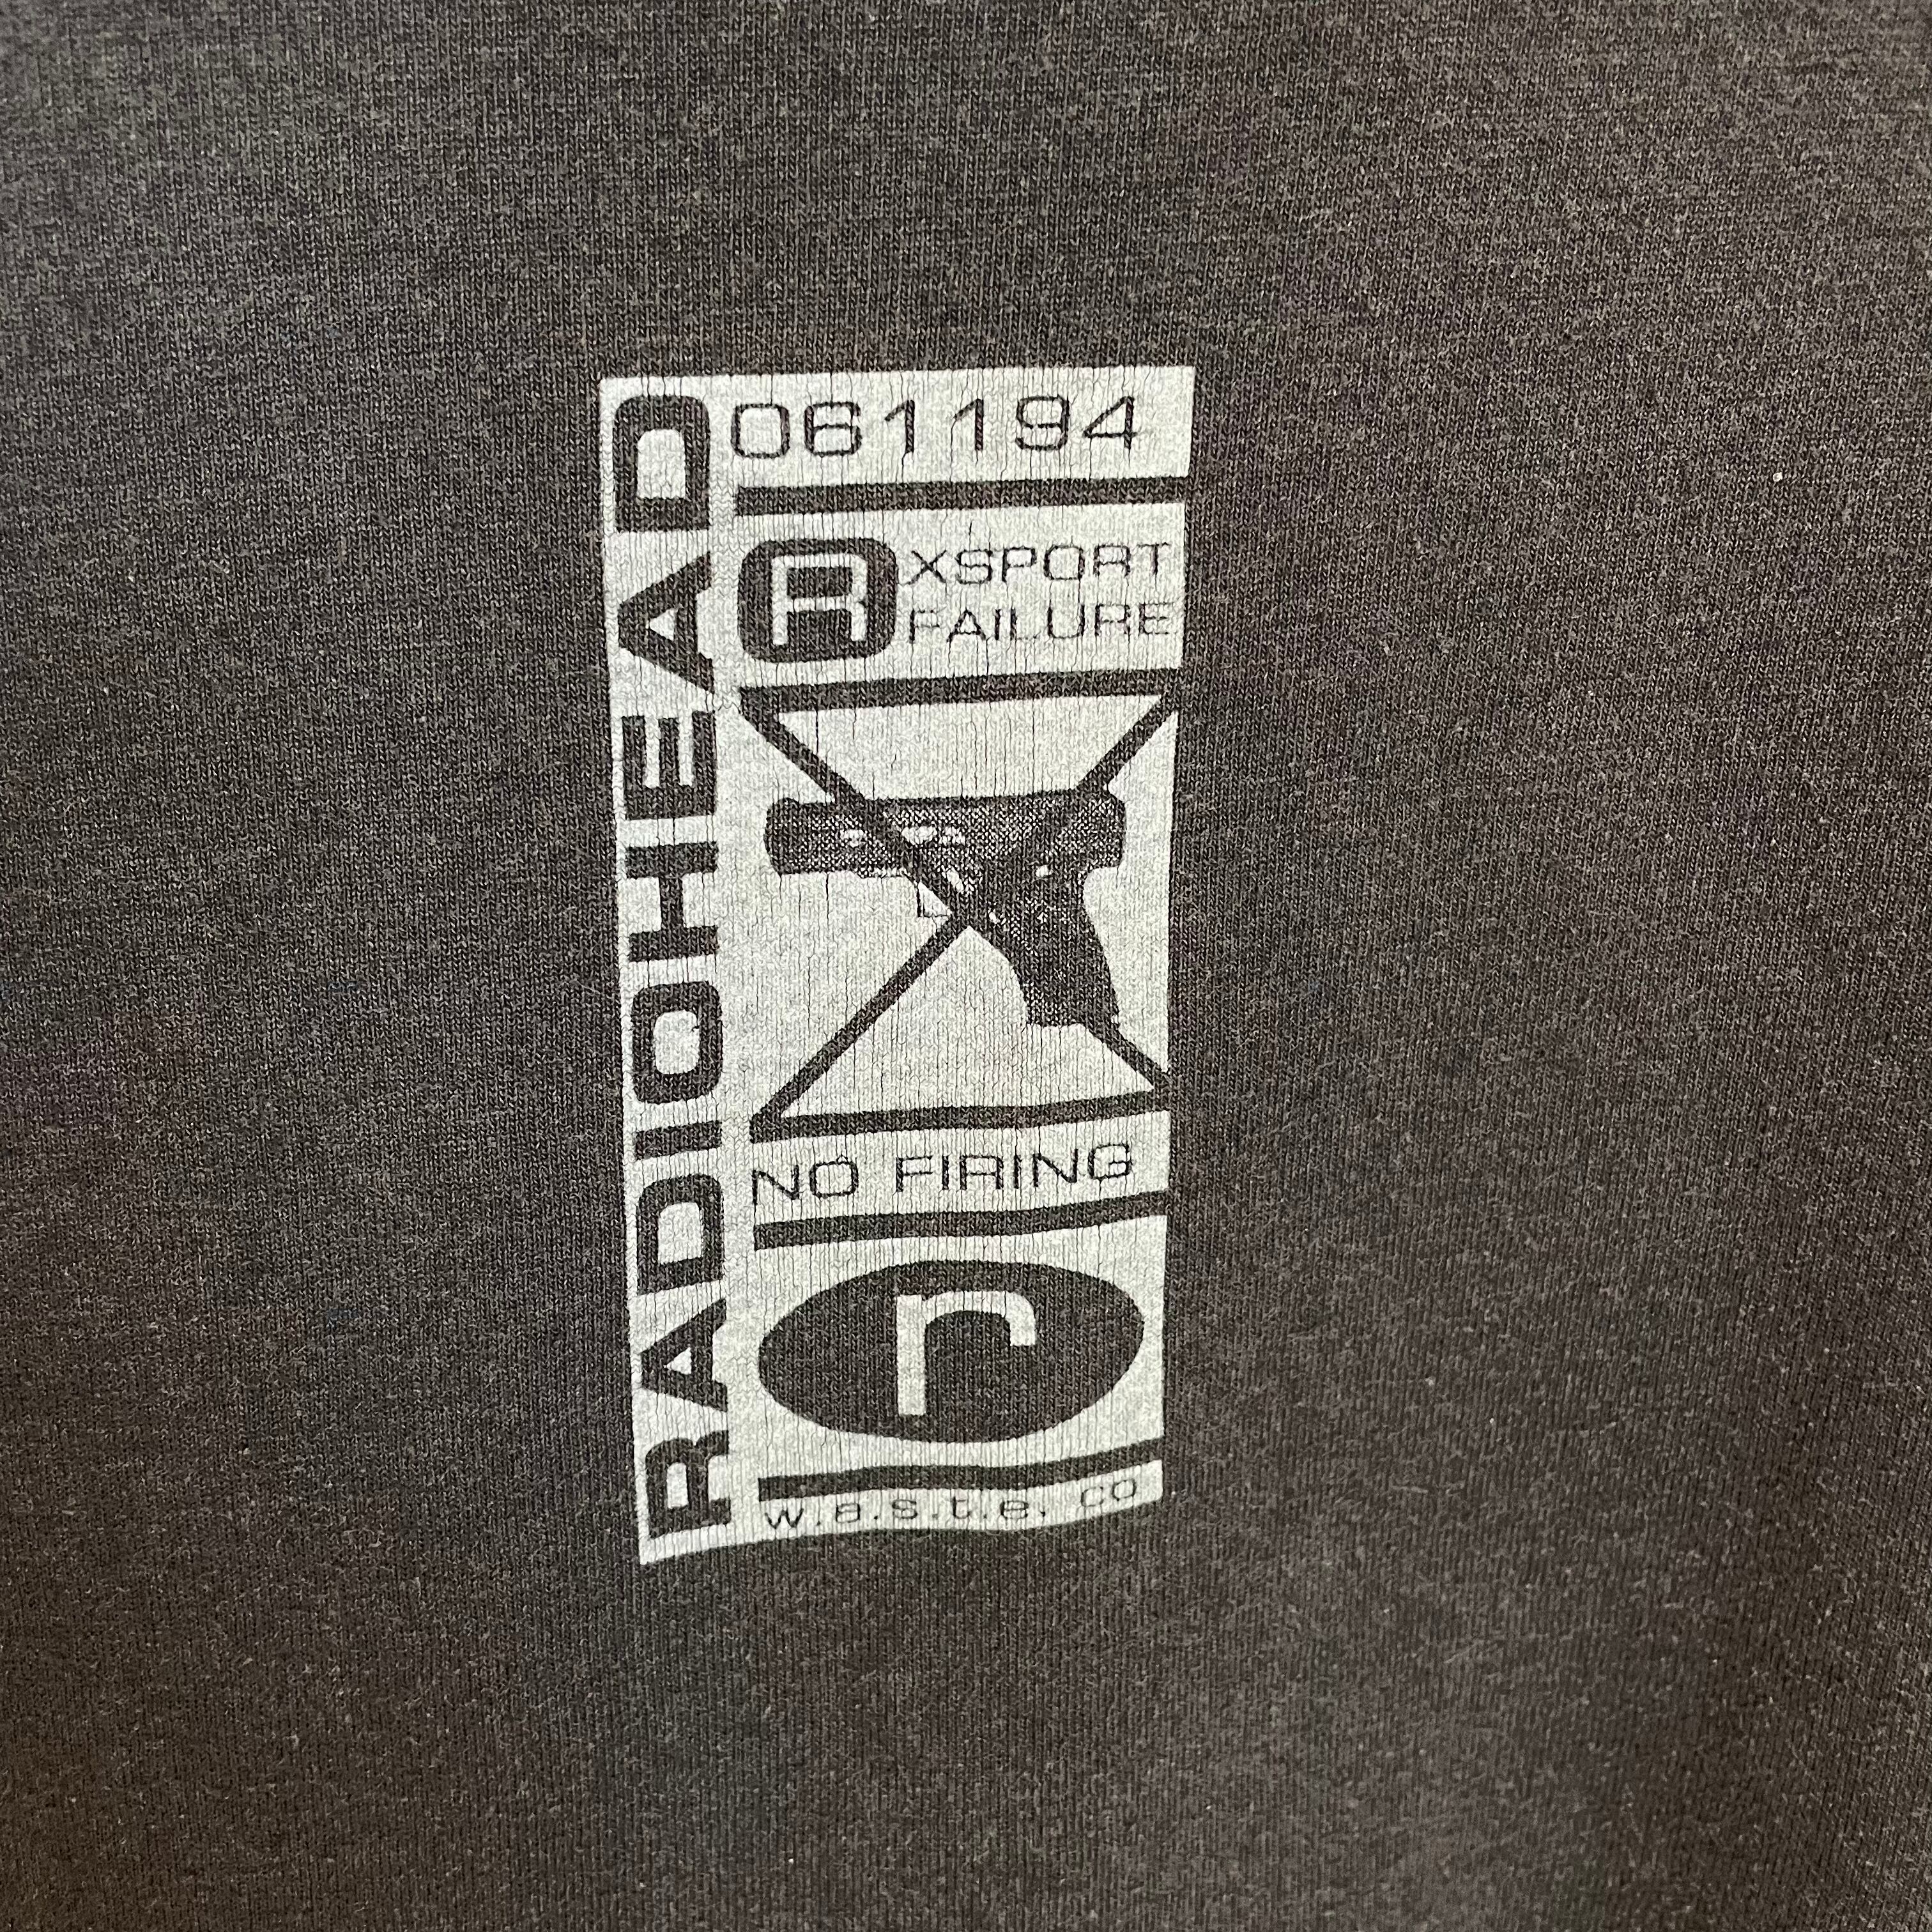 RADIOHEAD
061194
R XSPORT
FAILURE
NO FIRING
r
w.a.s.t.e. co